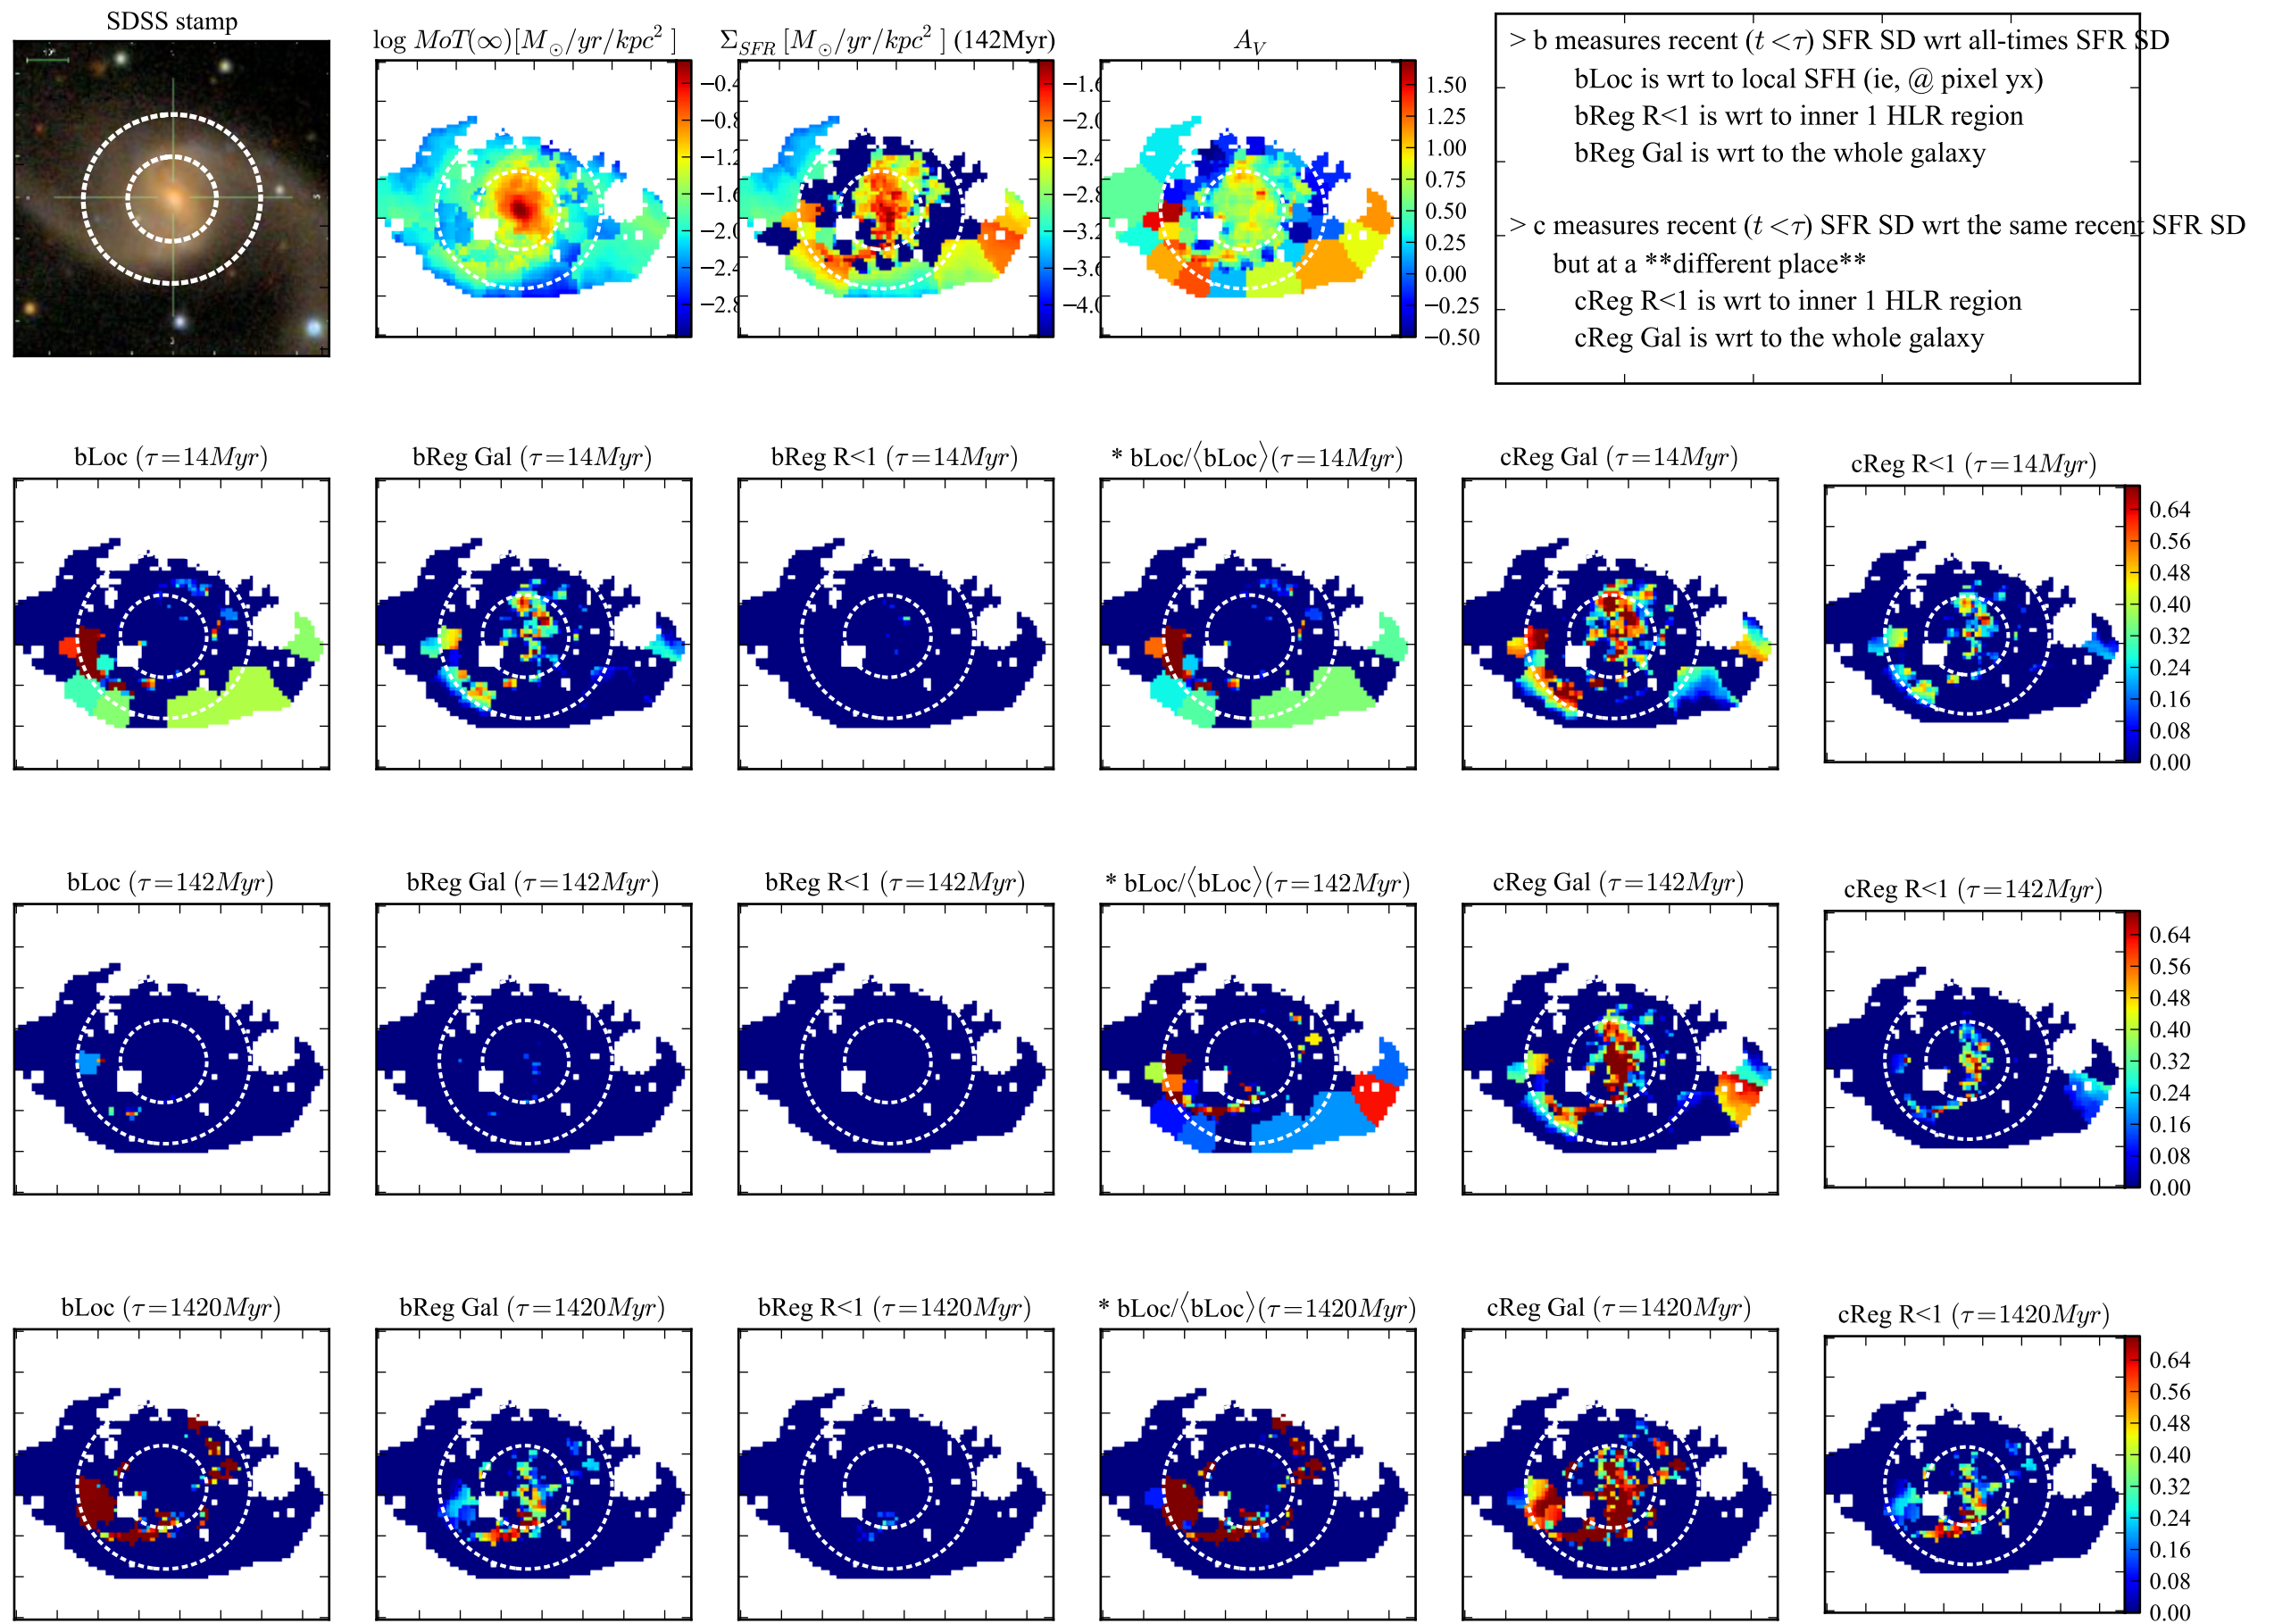 SDSS stamp
log MoT(∞)[M⊙/yr/kpc²]
Σ_SFR [M⊙/yr/kpc²] (142Myr)
A_V
−0.4
−0.8
−1.2
−1.6
−2.0
−2.4
−2.8
−2.0
−2.4
−2.8
−3.2
−3.6
1.50
1.25
1.00
0.75
0.50
0.25
0.00
−0.25
−0.50
> b measures recent (t<τ) SFR SD wrt all-times SFR SD
bLoc is wrt to local SFH (ie, @ pixel yx)
bReg R<1 is wrt to inner 1 HLR region
bReg Gal is wrt to the whole galaxy
> c measures recent (t<τ) SFR SD wrt the same recent SFR SD
but at a **different place**
cReg R<1 is wrt to inner 1 HLR region
cReg Gal is wrt to the whole galaxy
bLoc (τ=14Myr)
bReg Gal (τ=14Myr)
bReg R<1 (τ=14Myr)
* bLoc/⟨bLoc⟩(τ=14Myr)
cReg Gal (τ=14Myr)
cReg R<1 (τ=14Myr)
0.64
0.56
0.48
0.40
0.32
0.24
0.16
0.08
0.00
bLoc (τ=142Myr)
bReg Gal (τ=142Myr)
bReg R<1 (τ=142Myr)
* bLoc/⟨bLoc⟩(τ=142Myr)
cReg Gal (τ=142Myr)
cReg R<1 (τ=142Myr)
0.64
0.56
0.48
0.40
0.32
0.24
0.16
0.08
0.00
bLoc (τ=1420Myr)
bReg Gal (τ=1420Myr)
bReg R<1 (τ=1420Myr)
* bLoc/⟨bLoc⟩(τ=1420Myr)
cReg Gal (τ=1420Myr)
cReg R<1 (τ=1420Myr)
0.64
0.56
0.48
0.40
0.32
0.24
0.16
0.08
0.00